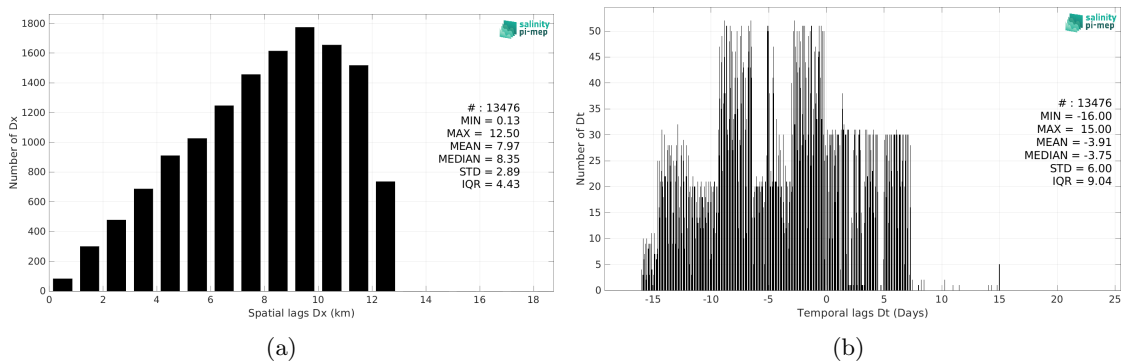 1800
1600
1400
1200
1000
800
600
400
200
0
Number of Dx
salinity
pi-mep
# : 13476
MIN = 0.13
MAX = 12.50
MEAN = 7.97
MEDIAN = 8.35
STD = 2.89
IQR = 4.43
0 2 4 6 8 10 12 14 16 18
Spatial lags Dx (km)
(a)
50
45
40
35
30
25
20
15
10
5
0
Number of Dt
salinity
pi-mep
# : 13476
MIN = -16.00
MAX = 15.00
MEAN = -3.91
MEDIAN = -3.75
STD = 6.00
IQR = 9.04
-15 -10 -5 0 5 10 15 20 25
Temporal lags Dt (Days)
(b)